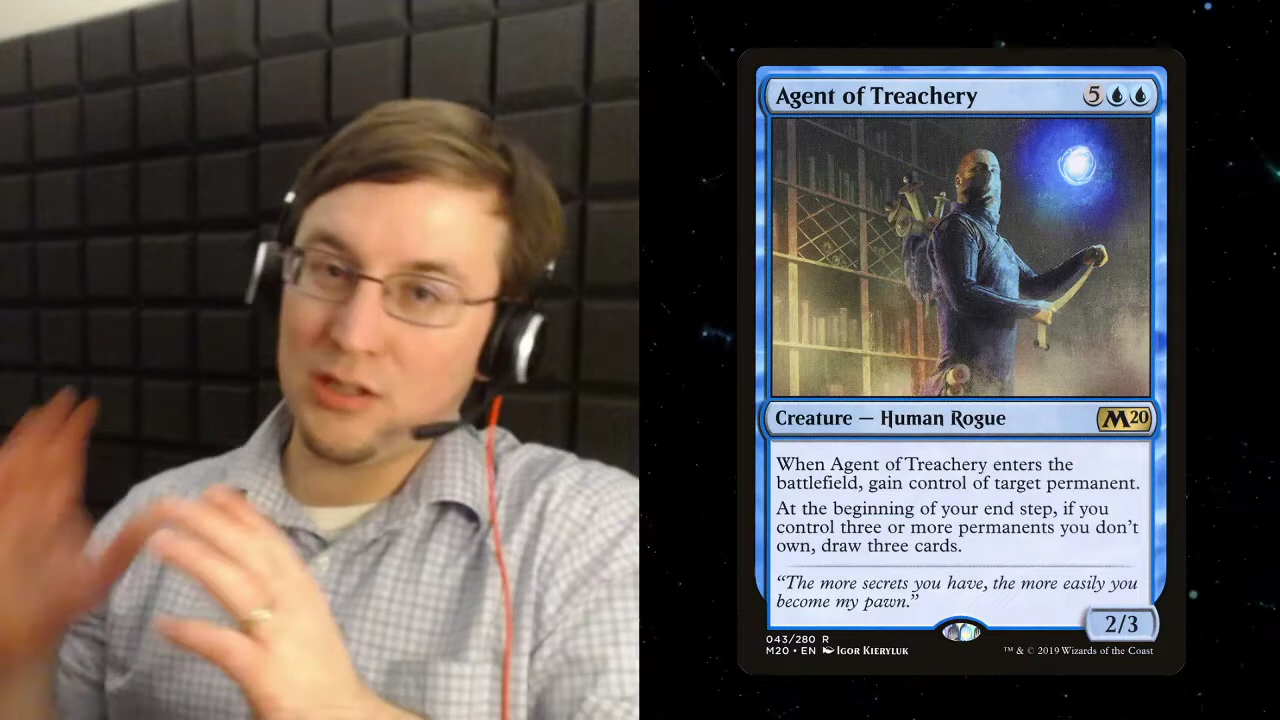 Agent of Treachery 5
Creature — Human Rogue M20
When Agent of Treachery enters the
battlefield, gain control of target permanent.
At the beginning of your end step, if you
control three or more permanents you don't
own, draw three cards.
"The more secrets you have, the more easily you
become my pawn."
2/3
043/280 R
M20 • EN Igor Kieryluk
™ & © 2019 Wizards of the Coast